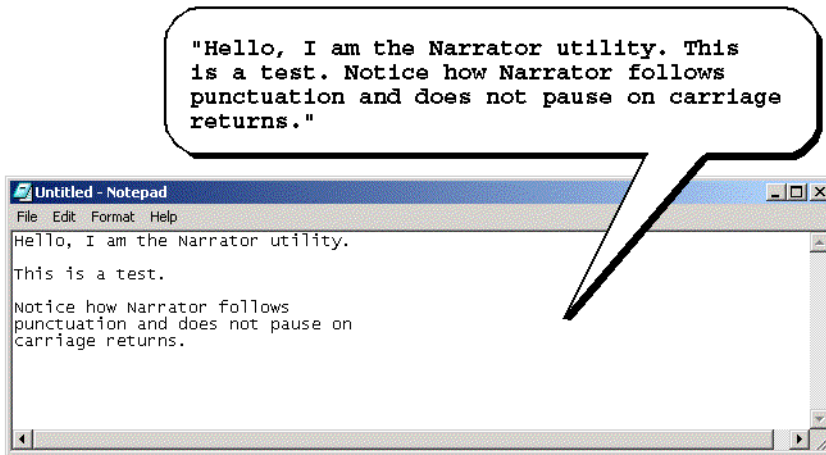 "Hello, I am the Narrator utility. This
is a test. Notice how Narrator follows
punctuation and does not pause on carriage
returns."
Untitled - Notepad
File Edit Format Help
Hello, I am the Narrator utility.
This is a test.
Notice how Narrator follows
punctuation and does not pause on
carriage returns.